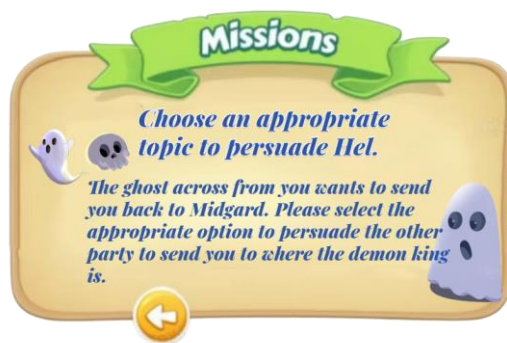 Missions
Choose an appropriate
topic to persuade Hel.
The ghost across from you wants to send
you back to Midgard. Please select the
appropriate option to persuade the other
party to send you to where the demon king
is.